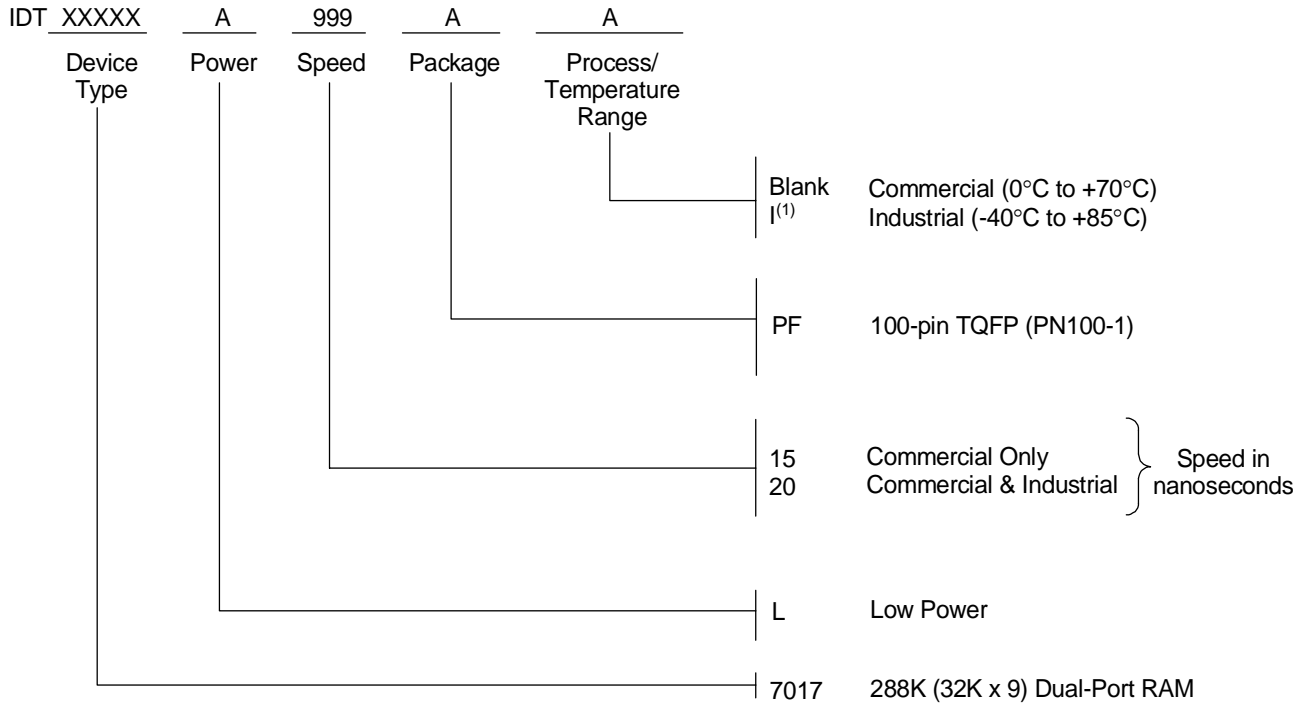 IDT XXXXX A 999 A A
Device Type
Power
Speed
Package
Process/ Temperature Range
Blank Commercial (0°C to +70°C)
I(1) Industrial (-40°C to +85°C)
PF 100-pin TQFP (PN100-1)
15 Commercial Only
20 Commercial & Industrial
Speed in nanoseconds
L Low Power
7017 288K (32K x 9) Dual-Port RAM